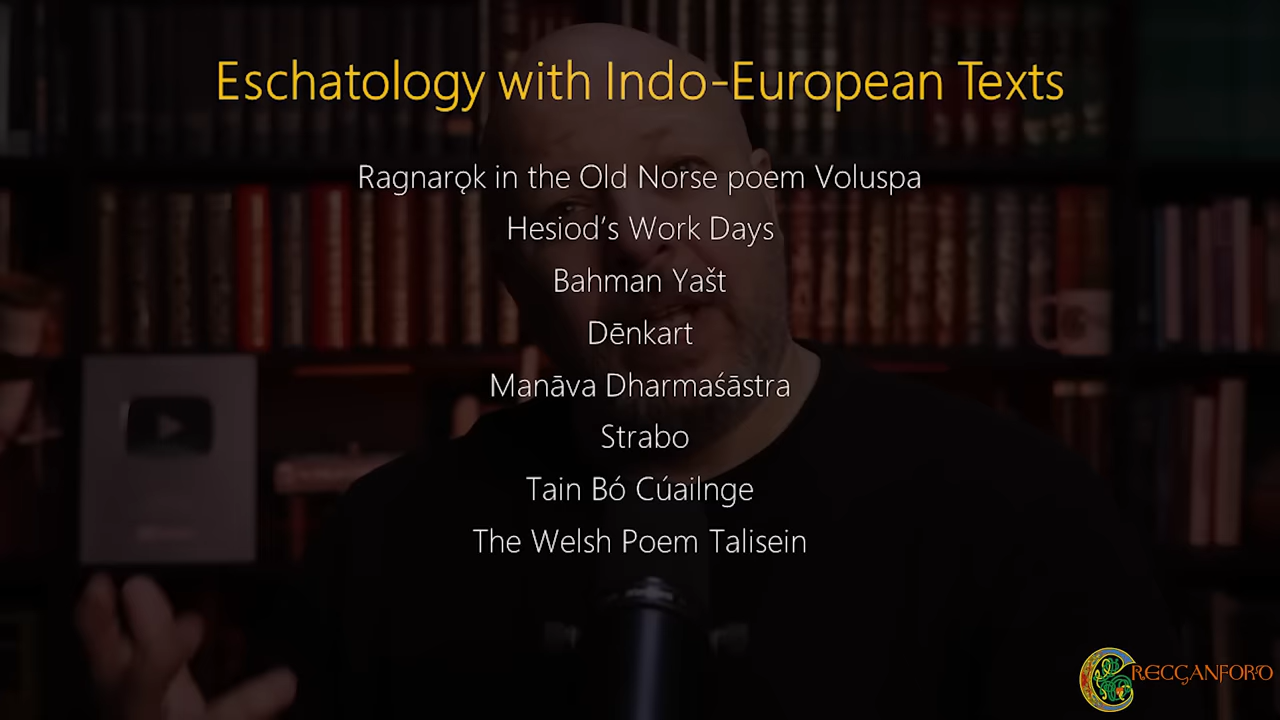 Eschatology with Indo-European Texts
Ragnarǫk in the Old Norse poem Voluspa
Hesiod’s Work Days
Bahman Yašt
Dēnkart
Manāva Dharmaśāstra
Strabo
Tain Bó Cúailnge
The Welsh Poem Talisein
CRECGANFORD